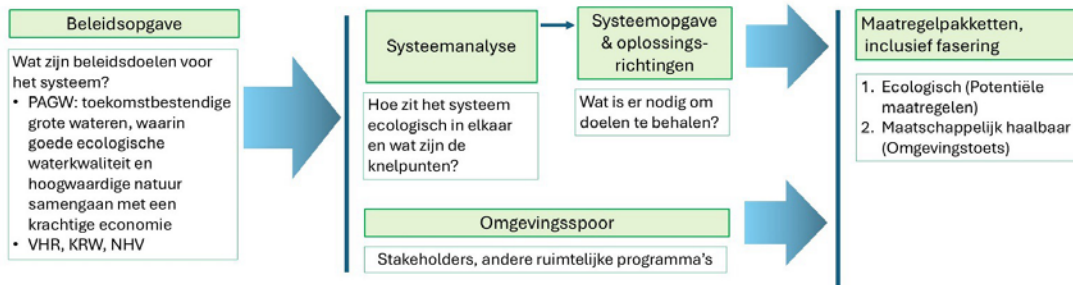 Beleidsopgave
Wat zijn beleidsdoelen voor
het systeem?
• PAGW: toekomstbestendige
grote wateren, waarin
goede ecologische
waterkwaliteit en
hoogwaardige natuur
samengaan met een
krachtige economie
• VHR, KRW, NHV
Systeemanalyse
Hoe zit het systeem
ecologisch in elkaar
en wat zijn de
knelpunten?
Systeemopgave
& oplossings-
richtingen
Wat is er nodig om
doelen te behalen?
Omgevingsspoor
Stakeholders, andere ruimtelijke programma's
Maatregelpakketten,
inclusief fasering
1. Ecologisch (Potentiële
maatregelen)
2. Maatschappelijk haalbaar
(Omgevingstoets)